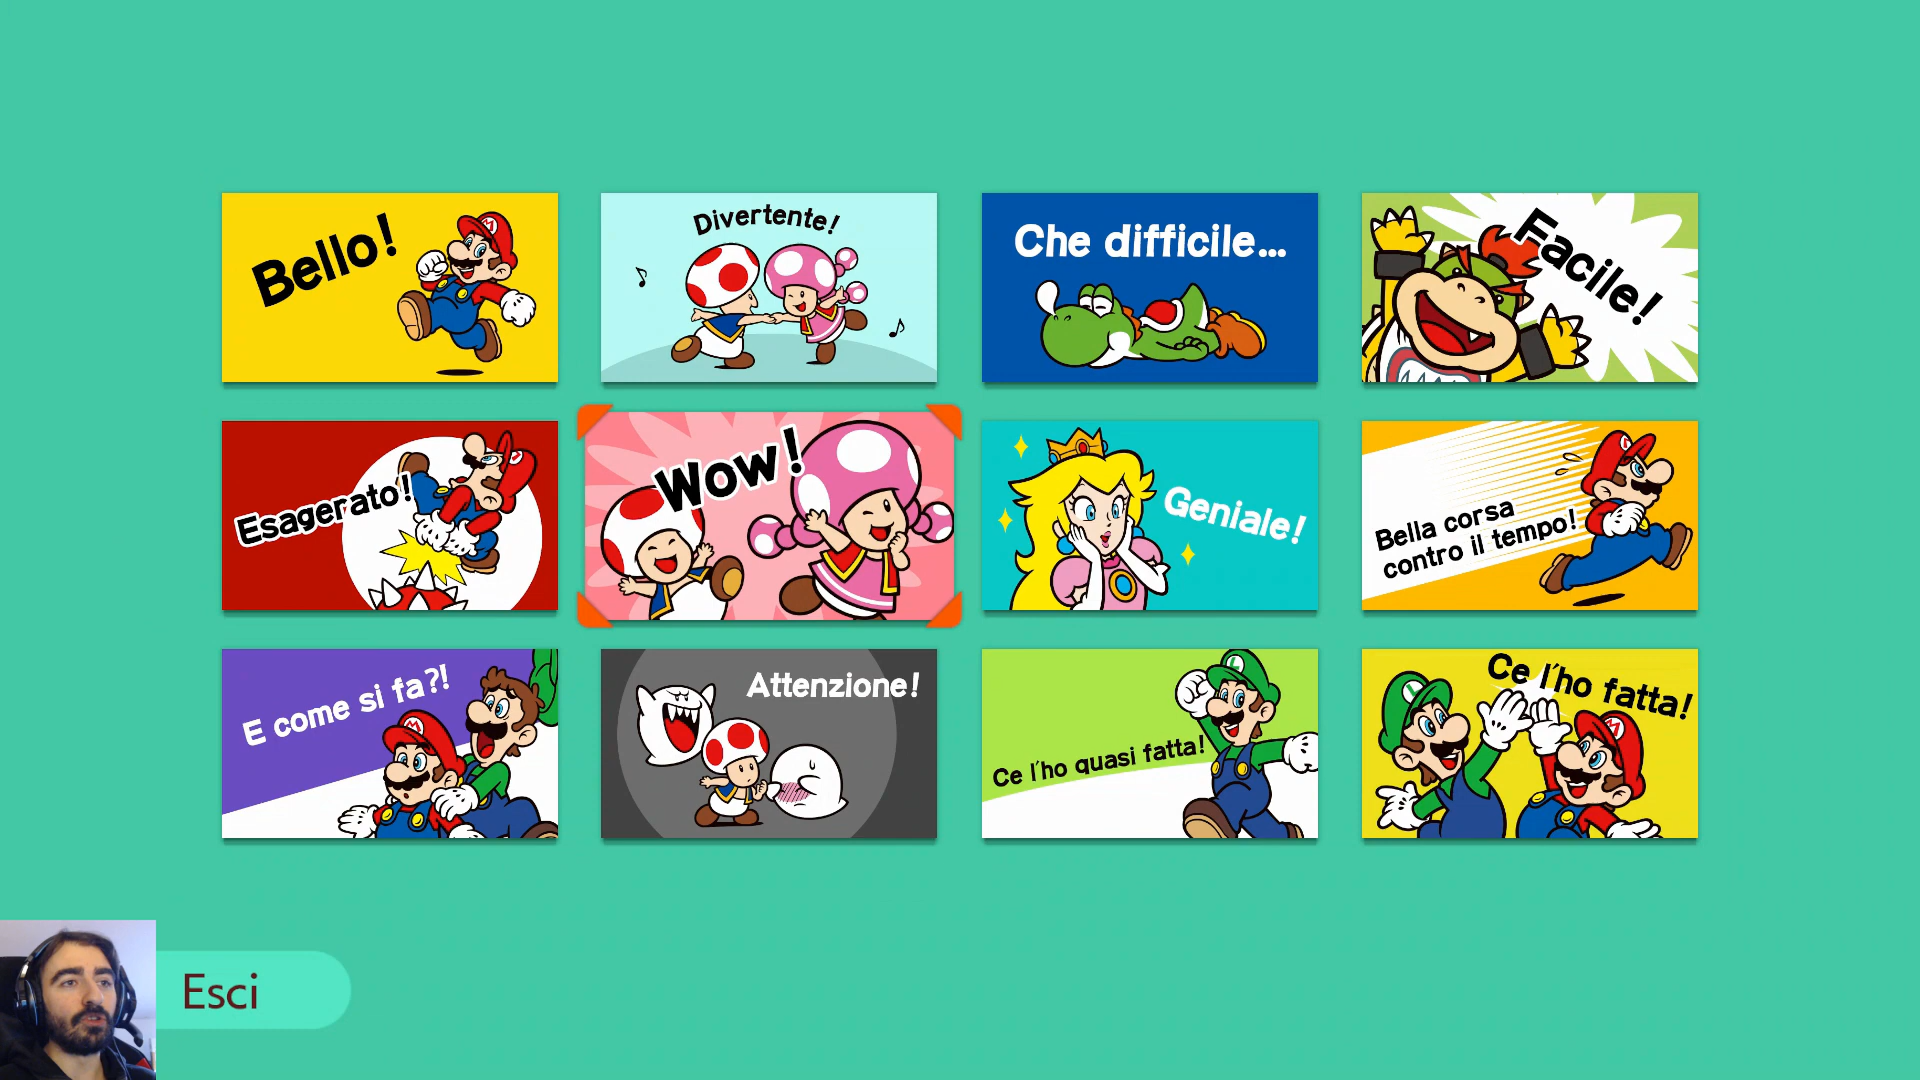 Bello!
Divertente!
Che difficile...
Facile!
Esagerato!
Wow!
Geniale!
Bella corsa
contro il tempo!
E come si fa?!
Attenzione!
Ce l'ho quasi fatta!
Ce l'ho fatta!
Esci